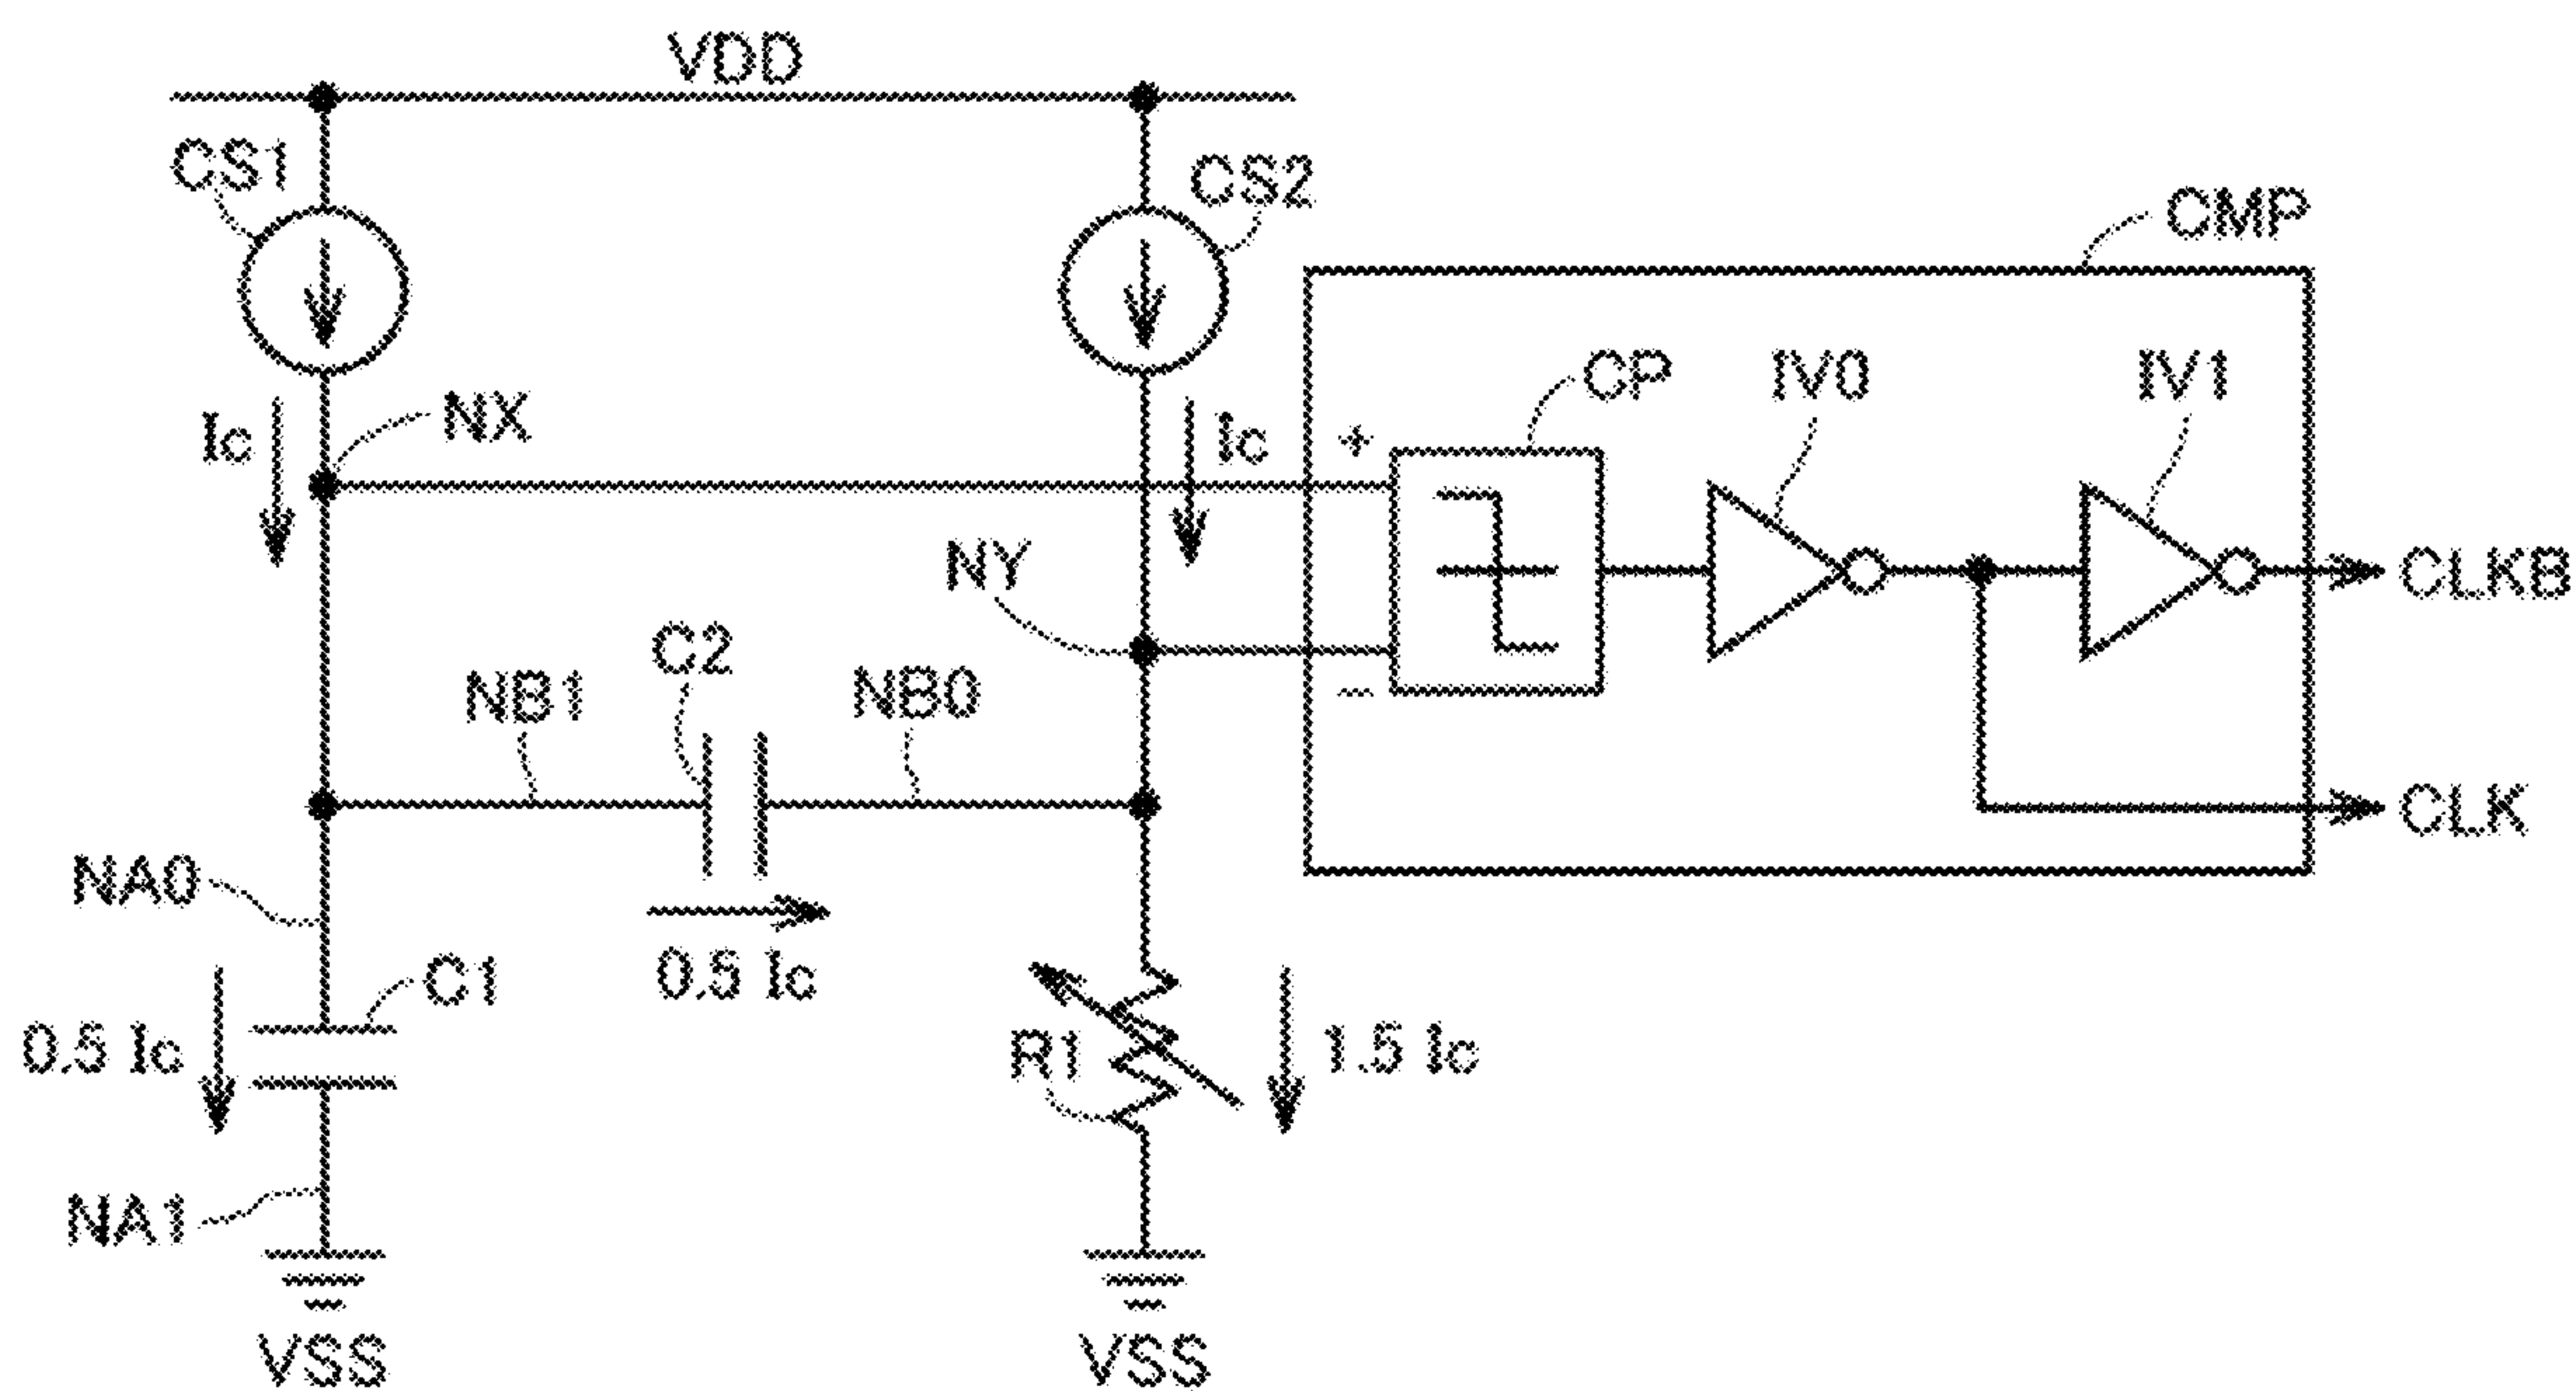 VDD
CS1
CS2
CMP
CP
IV0
IV1
Ic
NX
Ic
+
NY
CLKB
C2
NB1
NB0
−
CLK
NA0
C1
0.5 Ic
0.5 Ic
R1
1.5 Ic
NA1
VSS
VSS